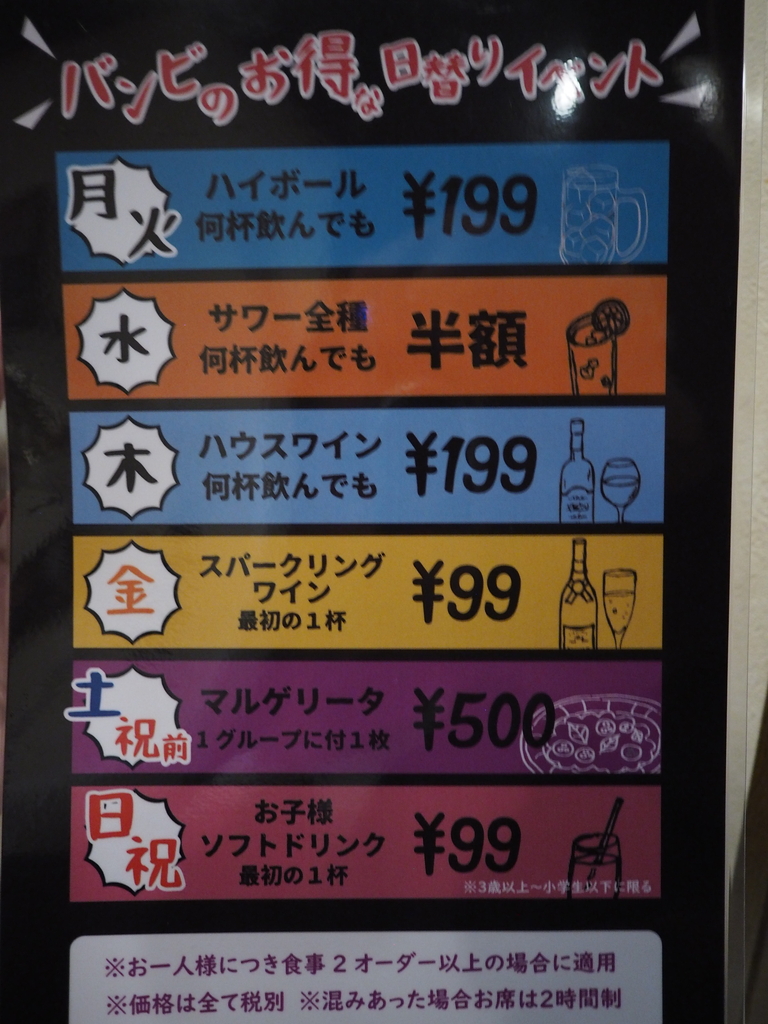 バンビのお得な日替りイベント
月火
ハイボール
何杯飲んでも
¥199
水
サワー全種
何杯飲んでも
半額
木
ハウスワイン
何杯飲んでも
¥199
金
スパークリング
ワイン
最初の1杯
¥99
土
祝前
マルゲリータ
1グループに付1枚
¥500
日
祝
お子様
ソフトドリンク
最初の1杯
¥99
※3歳以上~小学生以下に限る
※お一人様につき食事2オーダー以上の場合に適用
※価格は全て税別 ※混みあった場合お席は2時間制